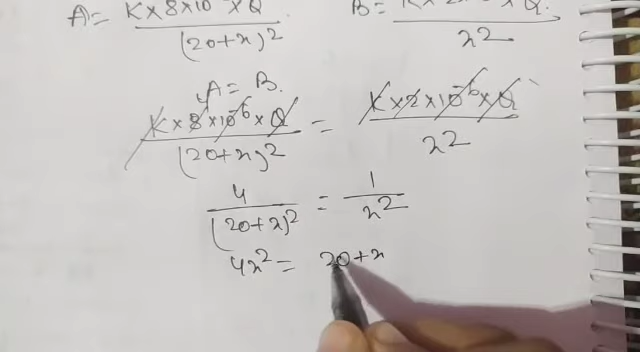 A = K×8×10 ×Q / (20+x)²    B = K× ×Q / x²
A = B.
4
K×8×10⁻⁶×Q / (20+x)² = K×2×10⁻⁶×Q / x²
4 / (20+x)² = 1 / x²
4x² = 20+x